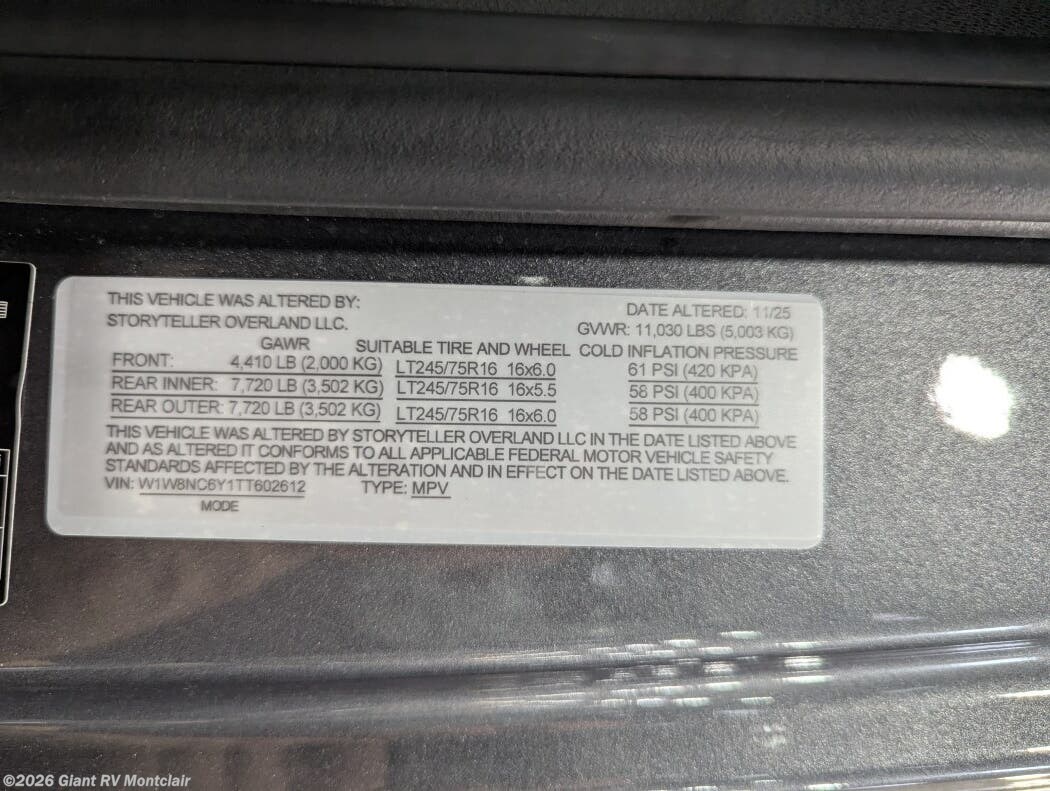 THIS VEHICLE WAS ALTERED BY:
STORYTELLER OVERLAND LLC.
DATE ALTERED: 11/25
GVWR: 11,030 LBS (5,003 KG)
GAWR SUITABLE TIRE AND WHEEL COLD INFLATION PRESSURE
FRONT: 4,410 LB (2,000 KG) LT245/75R16 16x6.0 61 PSI (420 KPA)
REAR INNER: 7,720 LB (3,502 KG) LT245/75R16 16x5.5 58 PSI (400 KPA)
REAR OUTER: 7,720 LB (3,502 KG) LT245/75R16 16x6.0 58 PSI (400 KPA)
THIS VEHICLE WAS ALTERED BY STORYTELLER OVERLAND LLC IN THE DATE LISTED ABOVE
AND AS ALTERED IT CONFORMS TO ALL APPLICABLE FEDERAL MOTOR VEHICLE SAFETY
STANDARDS AFFECTED BY THE ALTERATION AND IN EFFECT ON THE DATE LISTED ABOVE.
VIN: W1W8NC6Y1TT602612 TYPE: MPV
MODE
©2026 Giant RV Montclair